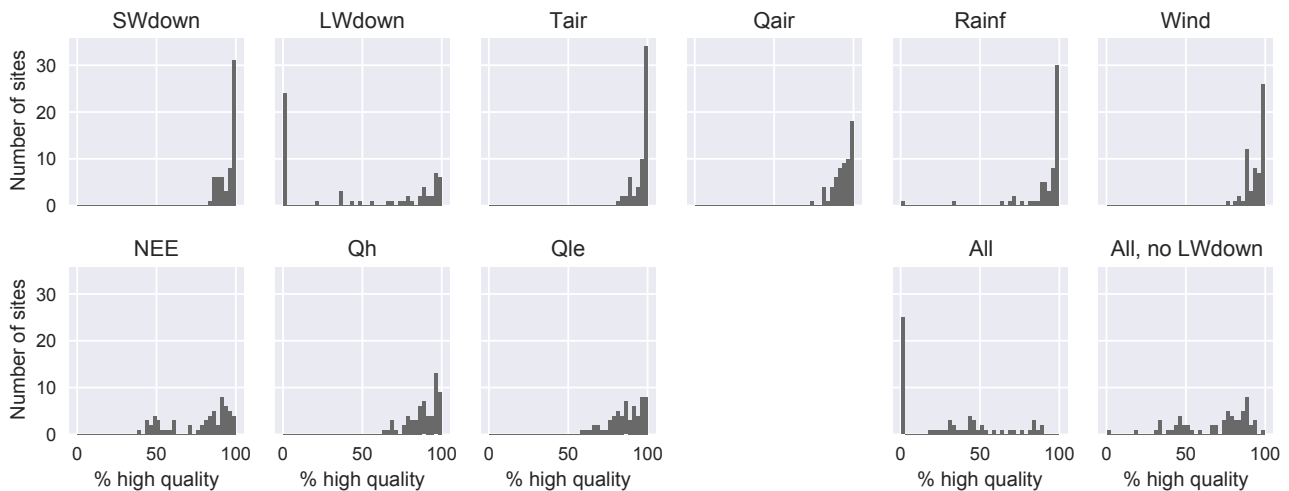 SWdown LWdown Tair Qair Rainf Wind
Number of sites
30
20
10
0
NEE Qh Qle All All, no LWdown
Number of sites
30
20
10
0
0 50 100 0 50 100 0 50 100 0 50 100 0 50 100
% high quality % high quality % high quality % high quality % high quality